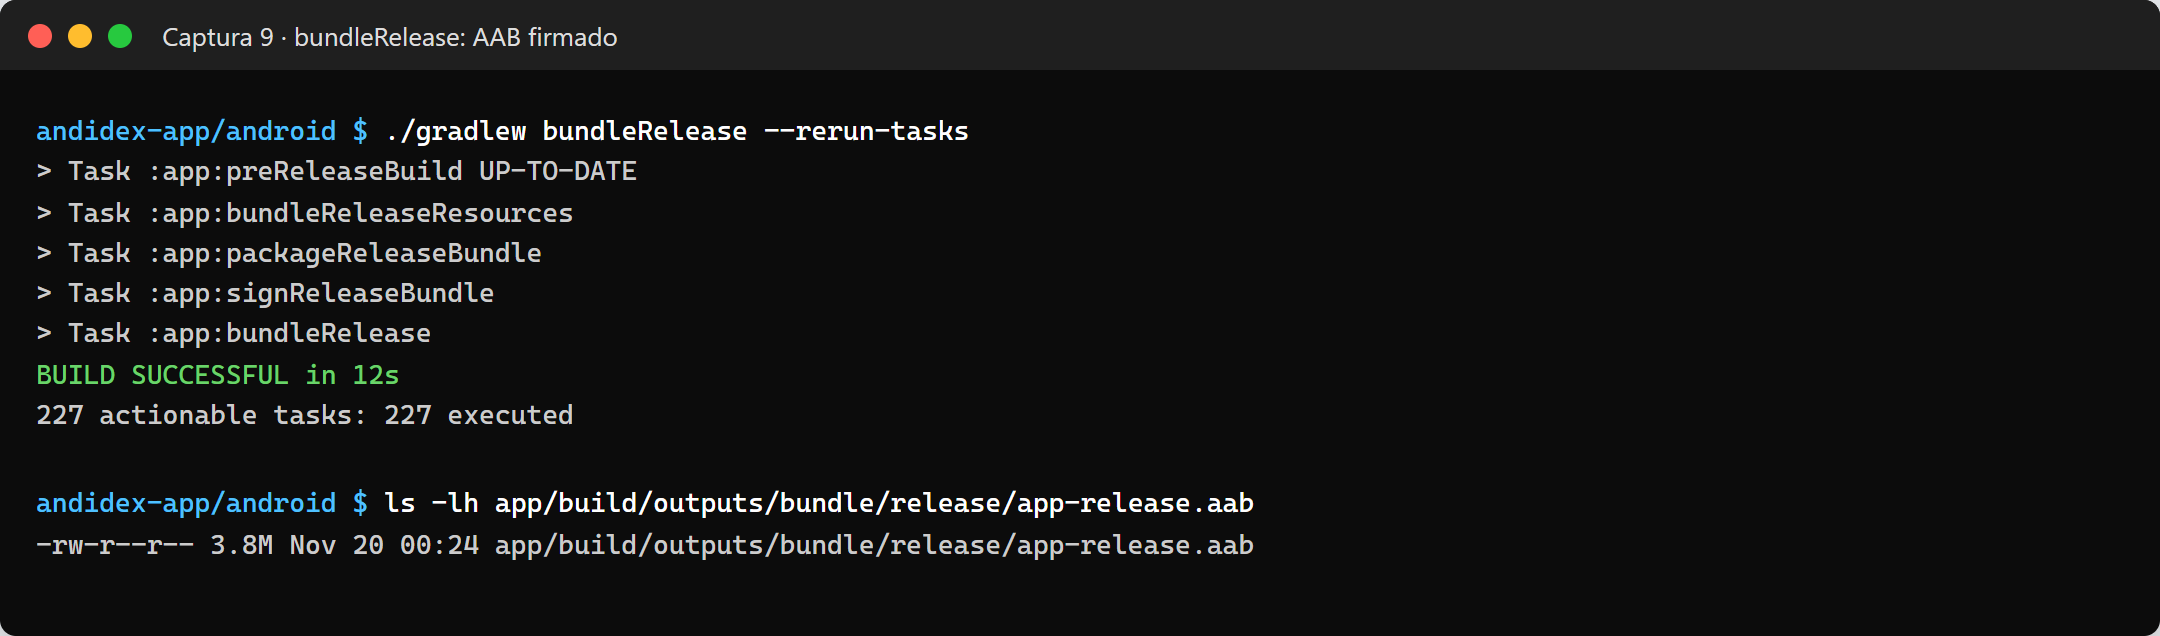 Captura 9 · bundleRelease: AAB firmado
andidex-app/android $ ./gradlew bundleRelease --rerun-tasks
> Task :app:preReleaseBuild UP-TO-DATE
> Task :app:bundleReleaseResources
> Task :app:packageReleaseBundle
> Task :app:signReleaseBundle
> Task :app:bundleRelease
BUILD SUCCESSFUL in 12s
227 actionable tasks: 227 executed
andidex-app/android $ ls -lh app/build/outputs/bundle/release/app-release.aab
-rw-r--r-- 3.8M Nov 20 00:24 app/build/outputs/bundle/release/app-release.aab